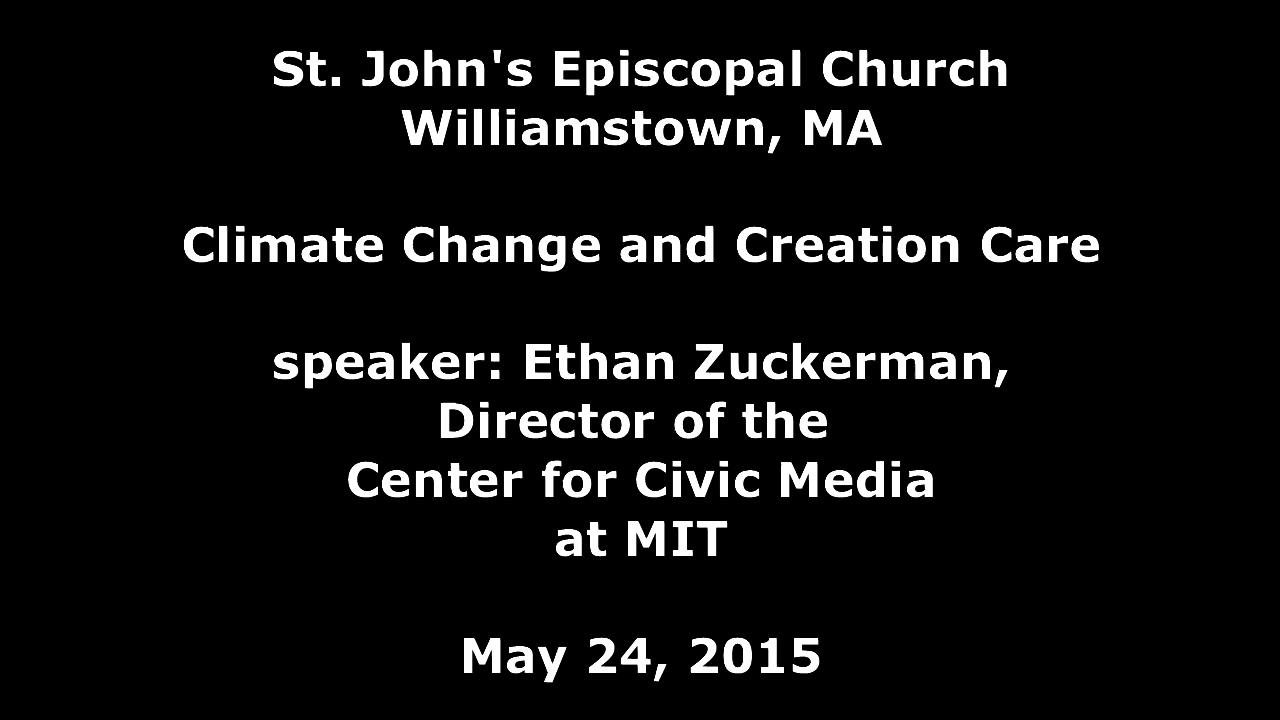 St. John's Episcopal Church
Williamstown, MA
Climate Change and Creation Care
speaker: Ethan Zuckerman,
Director of the
Center for Civic Media
at MIT
May 24, 2015